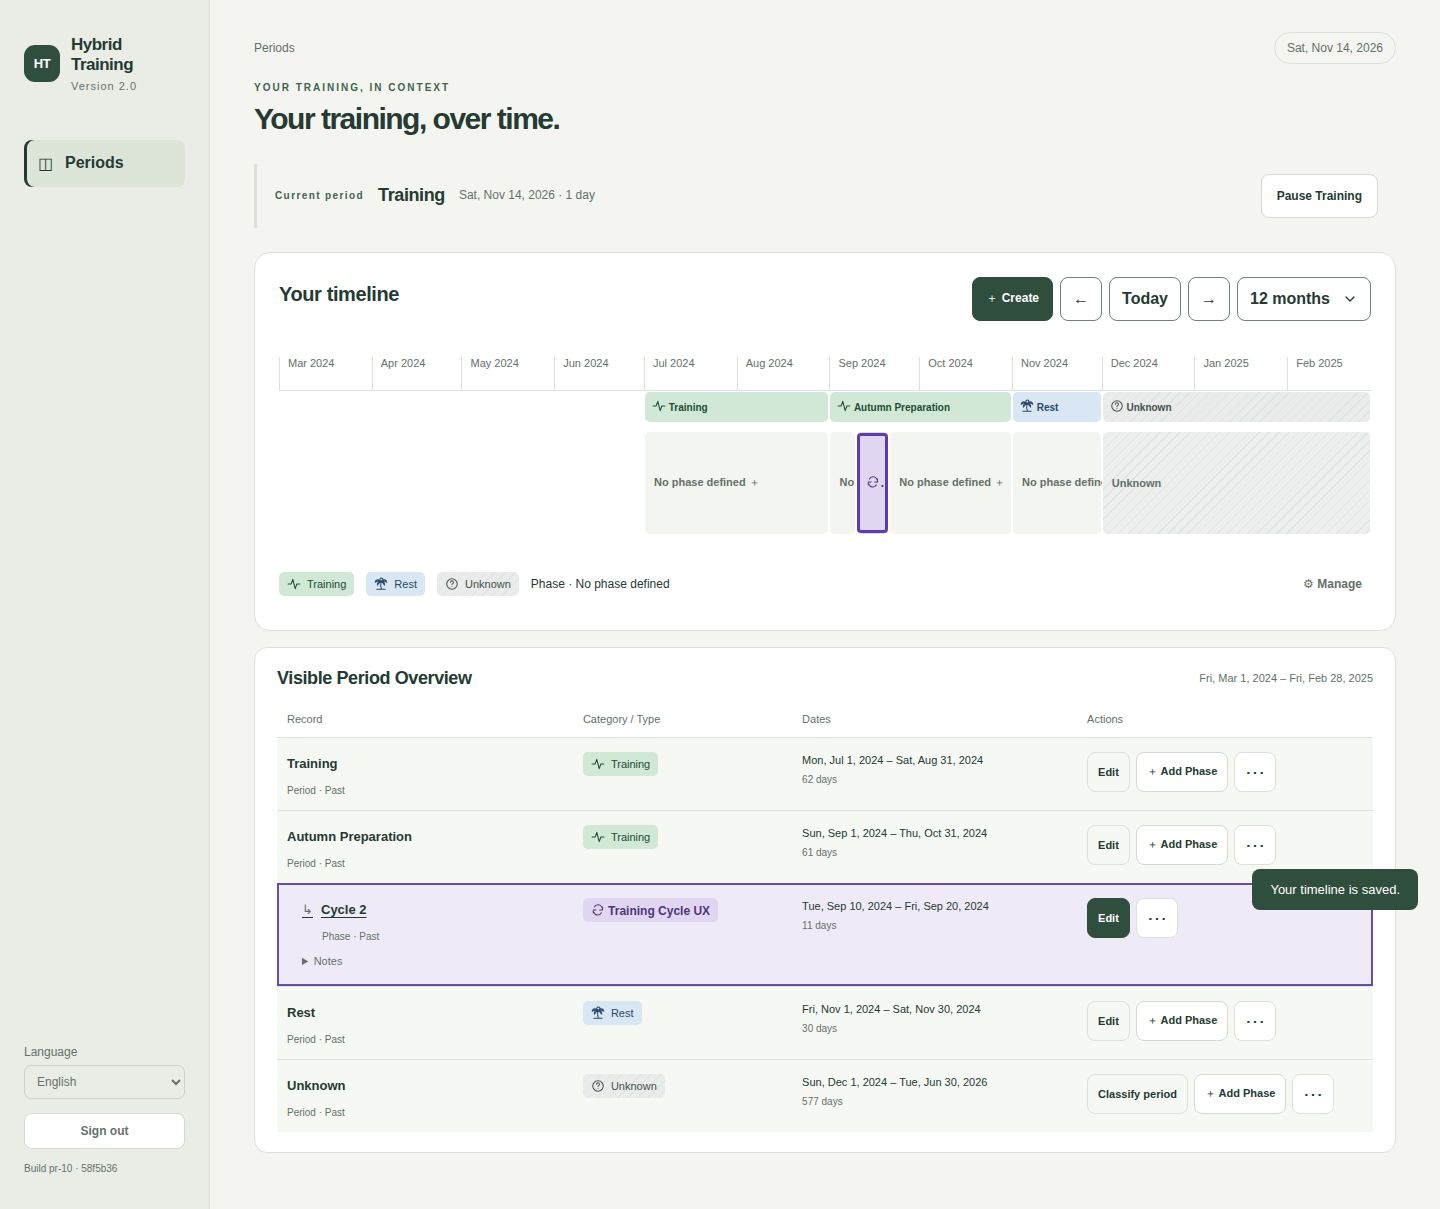 HT
Hybrid
Training
Version 2.0
Periods
Language
English
Sign out
Build pr-10 · 58f5b36
Periods
Sat, Nov 14, 2026
YOUR TRAINING, IN CONTEXT
Your training, over time.
Current period Training Sat, Nov 14, 2026 · 1 day
Pause Training
Your timeline
+ Create
←
Today
→
12 months
Mar 2024 Apr 2024 May 2024 Jun 2024 Jul 2024 Aug 2024 Sep 2024 Oct 2024 Nov 2024 Dec 2024 Jan 2025 Feb 2025
Training Autumn Preparation Rest Unknown
No phase defined + No . No phase defined + No phase defin Unknown
Training Rest Unknown Phase · No phase defined
⚙ Manage
Visible Period Overview
Fri, Mar 1, 2024 – Fri, Feb 28, 2025
Record Category / Type Dates Actions
Training Training Mon, Jul 1, 2024 – Sat, Aug 31, 2024 Edit + Add Phase ···
Period · Past 62 days
Autumn Preparation Training Sun, Sep 1, 2024 – Thu, Oct 31, 2024 Edit + Add Phase ···
Period · Past 61 days
Your timeline is saved.
↳ Cycle 2 Training Cycle UX Tue, Sep 10, 2024 – Fri, Sep 20, 2024 Edit ···
Phase · Past 11 days
▶ Notes
Rest Rest Fri, Nov 1, 2024 – Sat, Nov 30, 2024 Edit + Add Phase ···
Period · Past 30 days
Unknown Unknown Sun, Dec 1, 2024 – Tue, Jun 30, 2026 Classify period + Add Phase ···
Period · Past 577 days